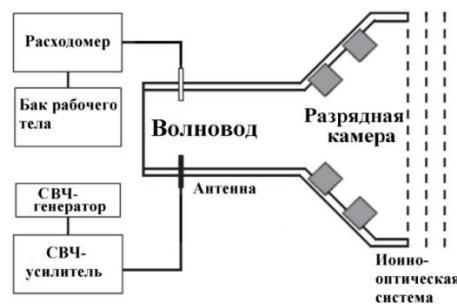 Расходомер
Бак рабочего
тела
Волновод
Разрядная
камера
Антенна
СВЧ-
генератор
СВЧ-
усилитель
Ионно-
оптическая
система